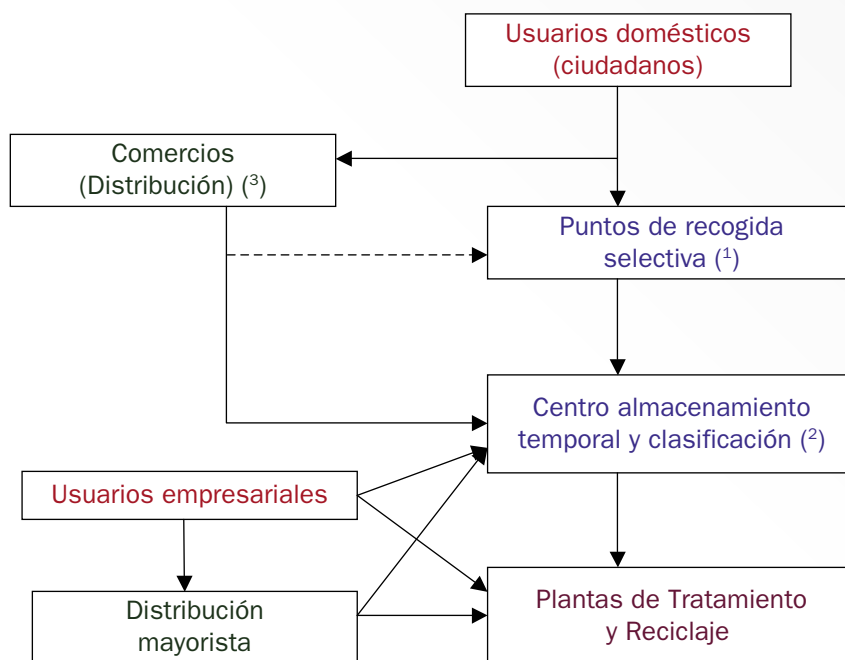 Usuarios domésticos
(ciudadanos)
Comercios
(Distribución) (³)
Puntos de recogida
selectiva (¹)
Centro almacenamiento
temporal y clasificación (²)
Usuarios empresariales
Distribución
mayorista
Plantas de Tratamiento
y Reciclaje